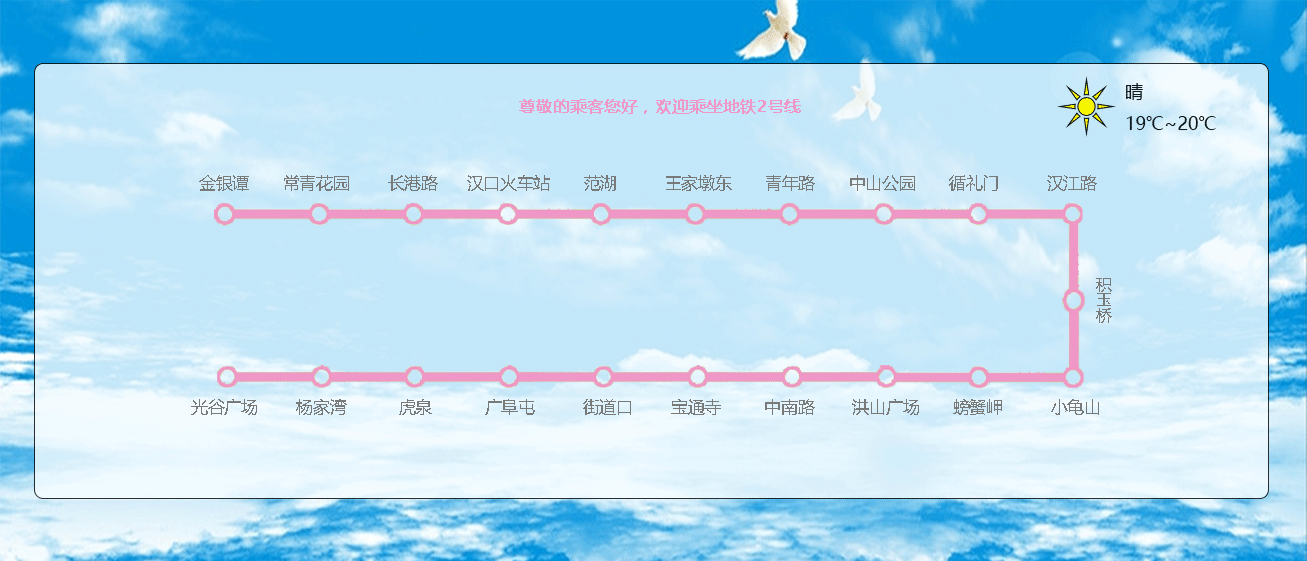 尊敬的乘客您好，欢迎乘坐地铁2号线
晴
19℃~20℃
金银谭 常青花园 长港路 汉口火车站 范湖 王家墩东 青年路 中山公园 循礼门 汉江路
积玉桥
光谷广场 杨家湾 虎泉 广阜屯 街道口 宝通寺 中南路 洪山广场 螃蟹岬 小龟山